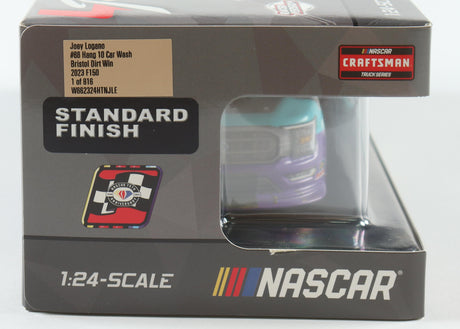 Joey Logano
#66 Hang 10 Car Wash
Bristol Dirt Win
2023 F150
1 of 916
W662324HTNJLE
NASCAR
CRAFTSMAN
TRUCK SERIES
STANDARD
FINISH
1:24-SCALE
NASCAR